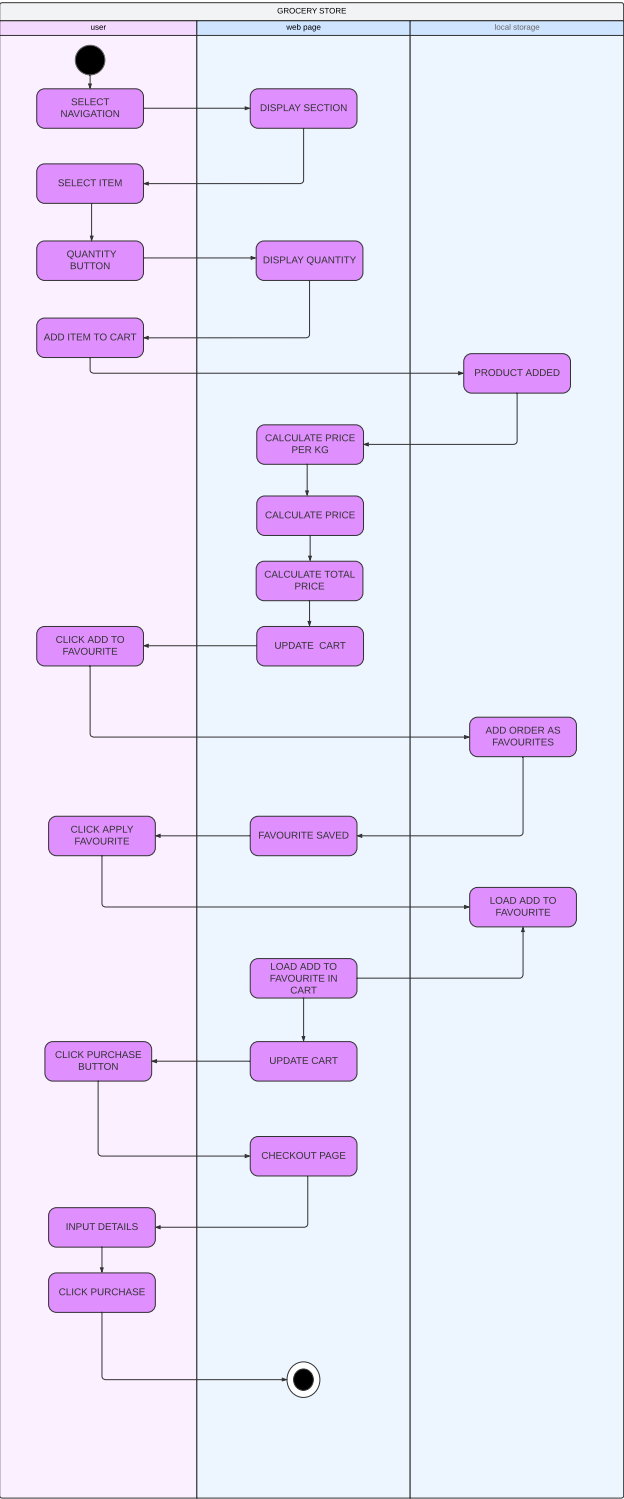 GROCERY STORE
user
web page
local storage
SELECT
NAVIGATION
DISPLAY SECTION
SELECT ITEM
QUANTITY
BUTTON
DISPLAY QUANTITY
ADD ITEM TO CART
PRODUCT ADDED
CALCULATE PRICE
PER KG
CALCULATE PRICE
CALCULATE TOTAL
PRICE
CLICK ADD TO
FAVOURITE
UPDATE CART
ADD ORDER AS
FAVOURITES
CLICK APPLY
FAVOURITE
FAVOURITE SAVED
LOAD ADD TO
FAVOURITE
LOAD ADD TO
FAVOURITE IN
CART
CLICK PURCHASE
BUTTON
UPDATE CART
CHECKOUT PAGE
INPUT DETAILS
CLICK PURCHASE